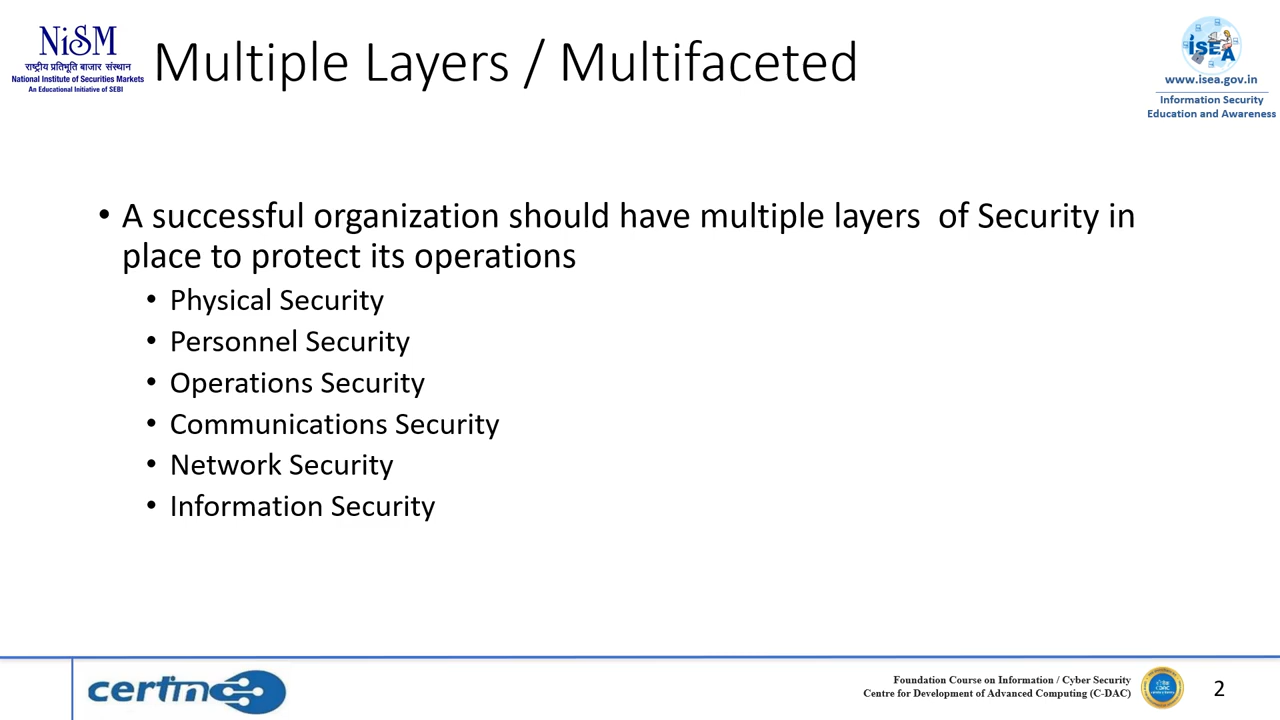 NiSM
राष्ट्रीय प्रतिभूति बाजार संस्थान
National Institute of Securities Markets
An Educational Initiative of SEBI
Multiple Layers / Multifaceted
ISEA
www.isea.gov.in
Information Security
Education and Awareness
• A successful organization should have multiple layers of Security in
place to protect its operations
• Physical Security
• Personnel Security
• Operations Security
• Communications Security
• Network Security
• Information Security
certin
Foundation Course on Information / Cyber Security
Centre for Development of Advanced Computing (C-DAC)
2